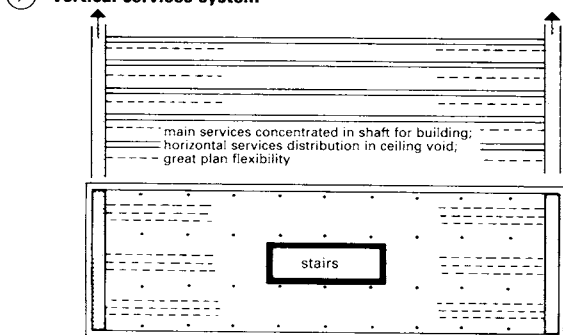 Vertical services system
main services concentrated in shaft for building;
horizontal services distribution in ceiling void;
great plan flexibility
stairs